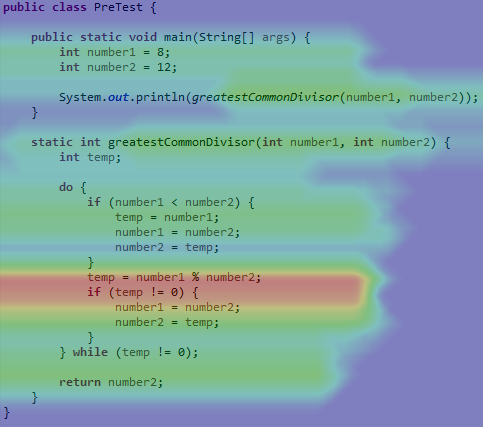 public class PreTest {
public static void main(String[] args) {
int number1 = 8;
int number2 = 12;
System.out.println(greatestCommonDivisor(number1, number2));
}
static int greatestCommonDivisor(int number1, int number2) {
int temp;
do {
if (number1 < number2) {
temp = number1;
number1 = number2;
number2 = temp;
}
temp = number1 % number2;
if (temp != 0) {
number1 = number2;
number2 = temp;
}
} while (temp != 0);
return number2;
}
}